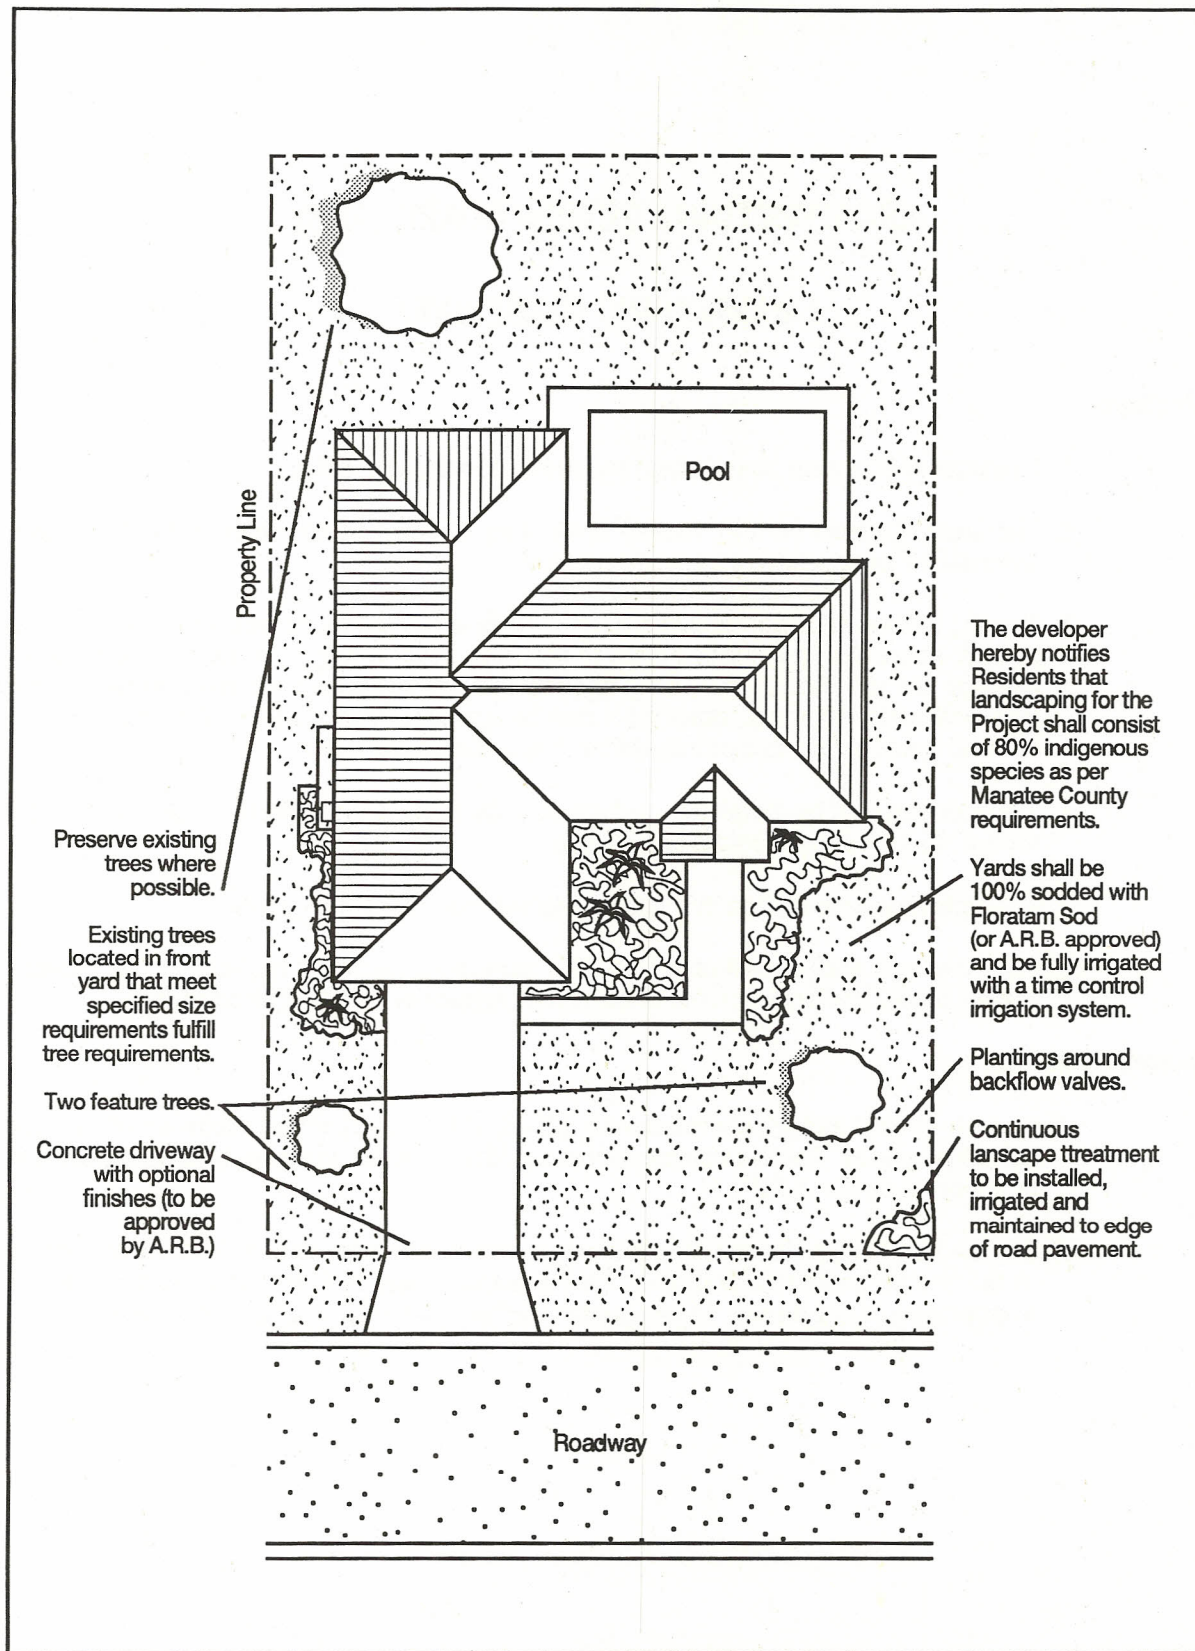 Pool
Property Line
The developer
hereby notifies
Residents that
landscaping for the
Project shall consist
of 80% indigenous
species as per
Manatee County
requirements.
Preserve existing
trees where
possible.
Yards shall be
100% sodded with
Floratam Sod
(or A.R.B. approved)
and be fully irrigated
with a time control
irrigation system.
Existing trees
located in front
yard that meet
specified size
requirements fulfill
tree requirements.
Plantings around
backflow valves.
Two feature trees.
Continuous
lanscape ttreatment
to be installed,
irrigated and
maintained to edge
of road pavement.
Concrete driveway
with optional
finishes (to be
approved
by A.R.B.)
Roadway